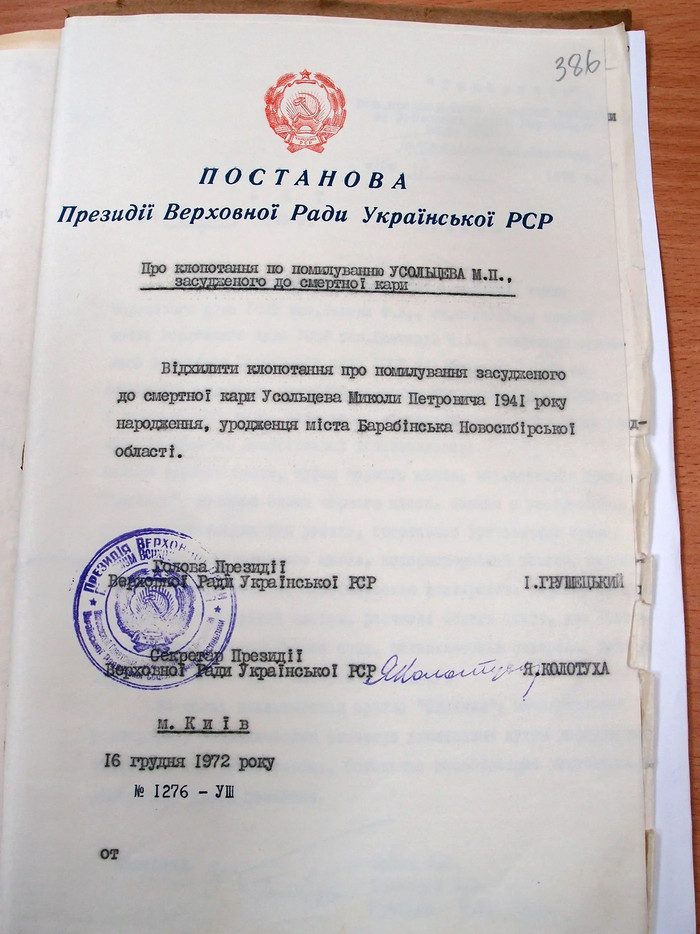 386
ПОСТАНОВА
Президії Верховної Ради Української РСР
Про клопотання по помилуванню УСОЛЬЦЕВА М.П.,
засудженого до смертної кари
Відхилити клопотання про помилування засудженого
до смертної кари Усольцева Миколи Петровича 1941 року
народження, уродженця міста Барабінська Новосибірської
області.
Голова Президії
Верховної Ради Української РСР І.ГРУШЕЦЬКИЙ
Секретар Президії
Верховної Ради Української РСР Я.КОЛОТУХА
м. Київ
16 грудня 1972 року
№ 1276 - УШ
от